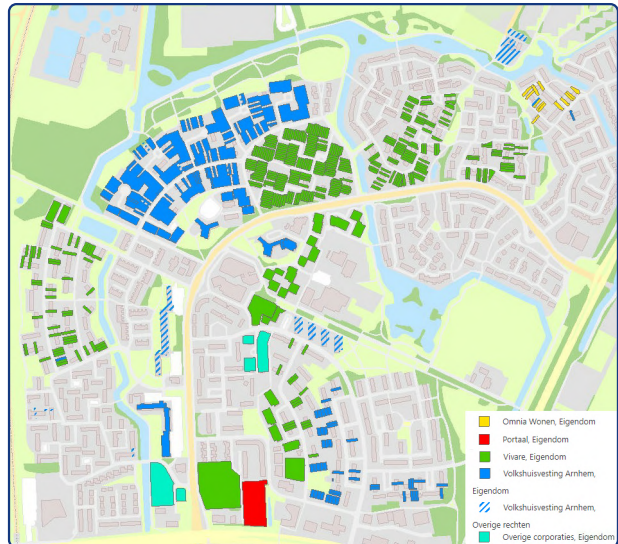 Omnia Wonen, Eigendom
Portaal, Eigendom
Vivare, Eigendom
Volkshuisvesting Arnhem,
Eigendom
Volkshuisvesting Arnhem,
Overige rechten
Overige corporaties, Eigendom